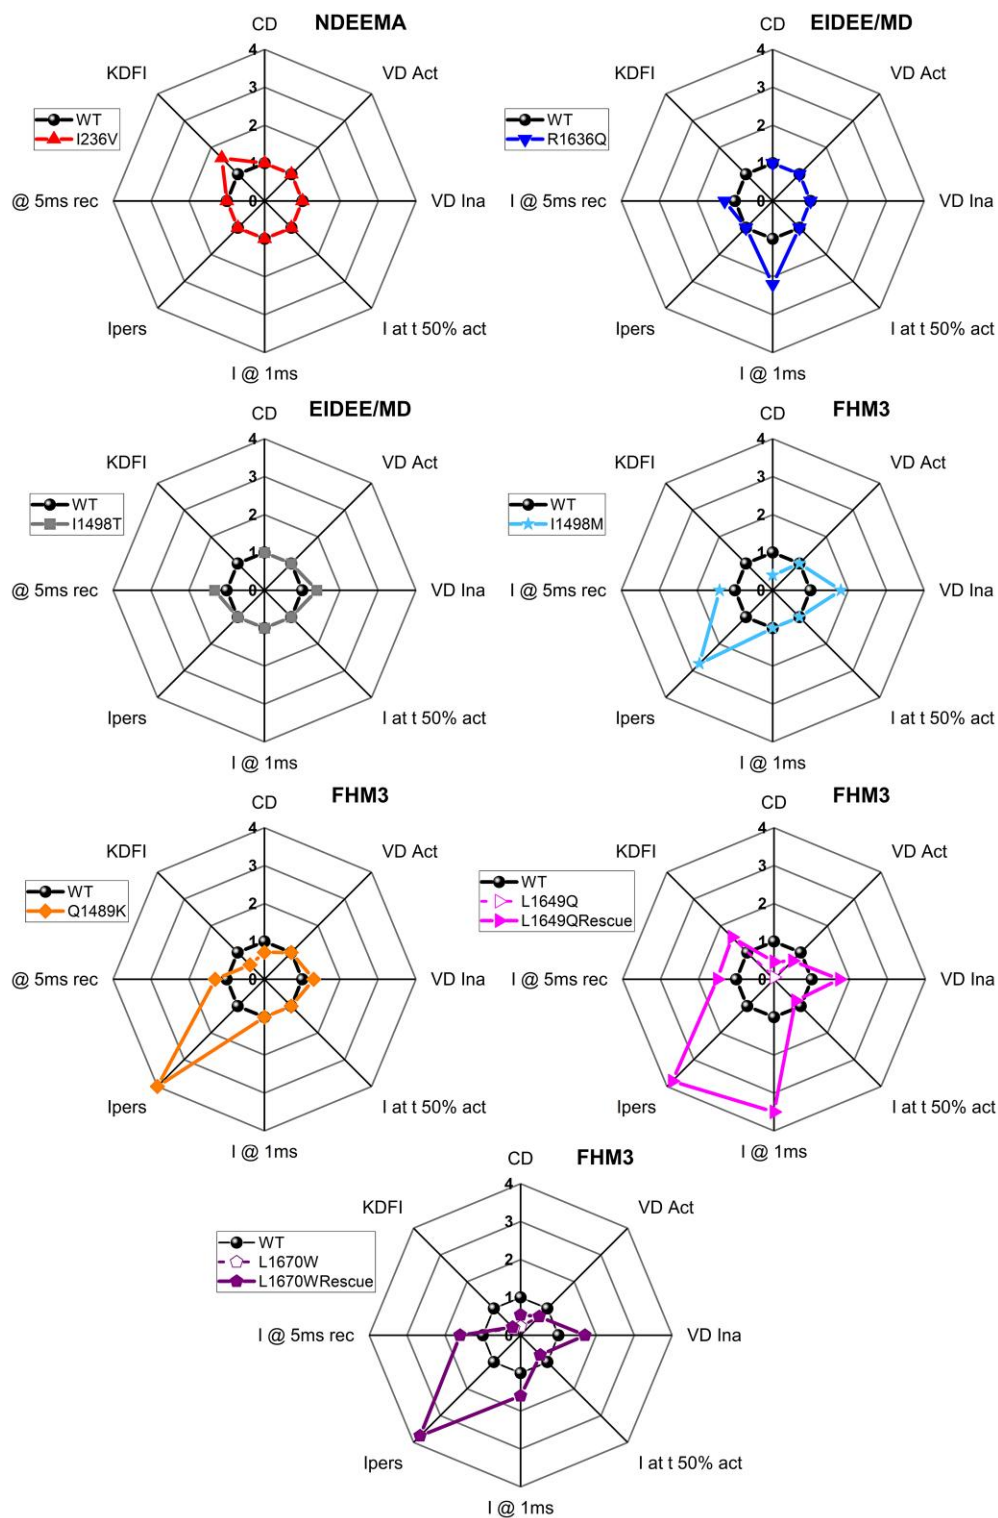 NDEEMA
CD
4
3
2
1
0
KDFI
VD Act
WT
I236V
@ 5ms rec
VD Ina
Ipers
I at t 50% act
I @ 1ms
EIDEE/MD
CD
4
3
2
1
0
VD Act
WT
R1636Q
I @ 5ms rec
VD Ina
I at t 50% act
I @ 1ms
EIDEE/MD
CD
4
3
2
1
0
KDFI
VD Act
WT
I1498T
@ 5ms rec
VD Ina
Ipers
I at t 50% act
I @ 1ms
FHM3
CD
4
3
2
1
0
VD Act
WT
I1498M
I @ 5ms rec
VD Ina
I at t 50% act
I @ 1ms
FHM3
CD
4
3
2
1
0
KDFI
VD Act
WT
Q1489K
@ 5ms rec
VD Ina
Ipers
I at t 50% act
I @ 1ms
FHM3
CD
4
3
2
1
0
KDFI
VD Act
WT
L1649Q
L1649QRescue
I @ 5ms rec
VD Ina
Ipers
I at t 50% act
I @ 1ms
FHM3
CD
4
3
2
1
0
KDFI
VD Act
WT
L1670W
L1670WRescue
I @ 5ms rec
VD Ina
Ipers
I at t 50% act
I @ 1ms